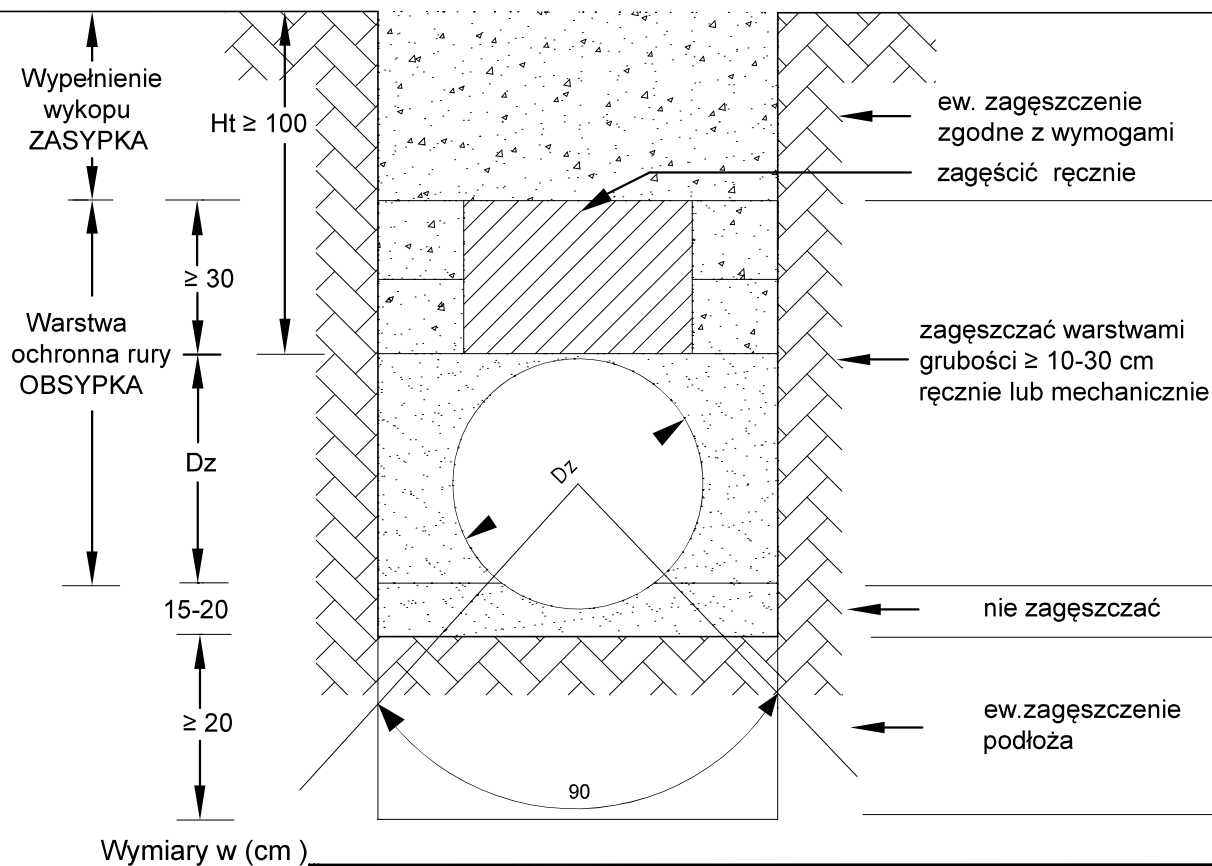 Wypełnienie
wykopu
ZASYPKA
Ht ≥ 100
ew. zagęszczenie
zgodne z wymogami
zagęścić ręcznie
≥ 30
Warstwa
ochronna rury
OBSYPKA
zagęszczać warstwami
grubości ≥ 10-30 cm
ręcznie lub mechanicznie
Dz
Dz
15-20
nie zagęszczać
≥ 20
ew.zagęszczenie
podłoża
90
Wymiary w (cm )